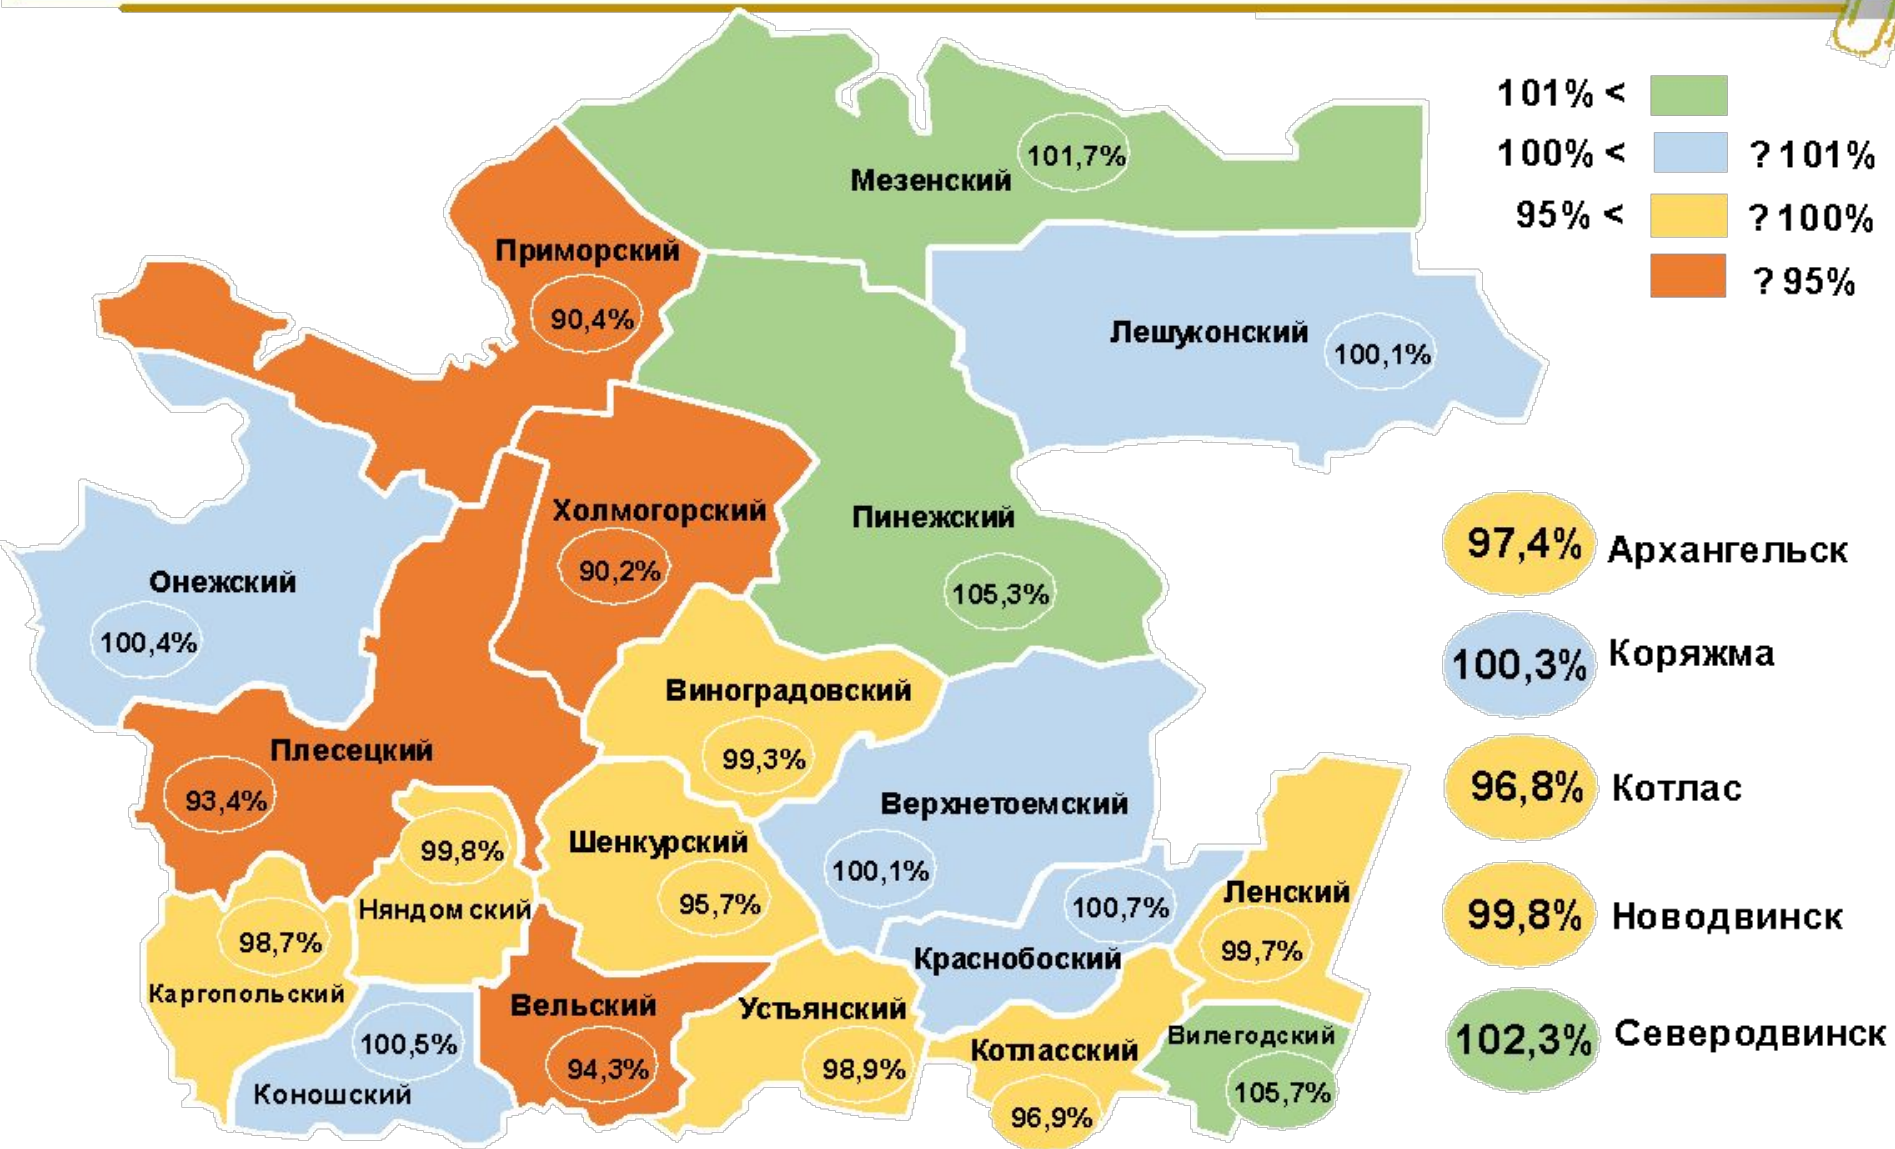 101% <
100% < ? 101%
95% < ? 100%
? 95%
Мезенский 101,7%
Приморский
90,4%
Лешуконский 100,1%
Холмогорский
90,2%
Пинежский
105,3%
Онежский
100,4%
Виноградовский
99,3%
Плесецкий
93,4%
Верхнетоемский
100,1%
Шенкурский
95,7%
99,8%
Няндомский
98,7%
Каргопольский
100,7%
Краснобоский
Ленский
99,7%
Вельский
94,3%
Устьянский
98,9%
100,5%
Коношский
Котласский
96,9%
Вилегодский
105,7%
97,4% Архангельск
100,3% Коряжма
96,8% Котлас
99,8% Новодвинск
102,3% Северодвинск